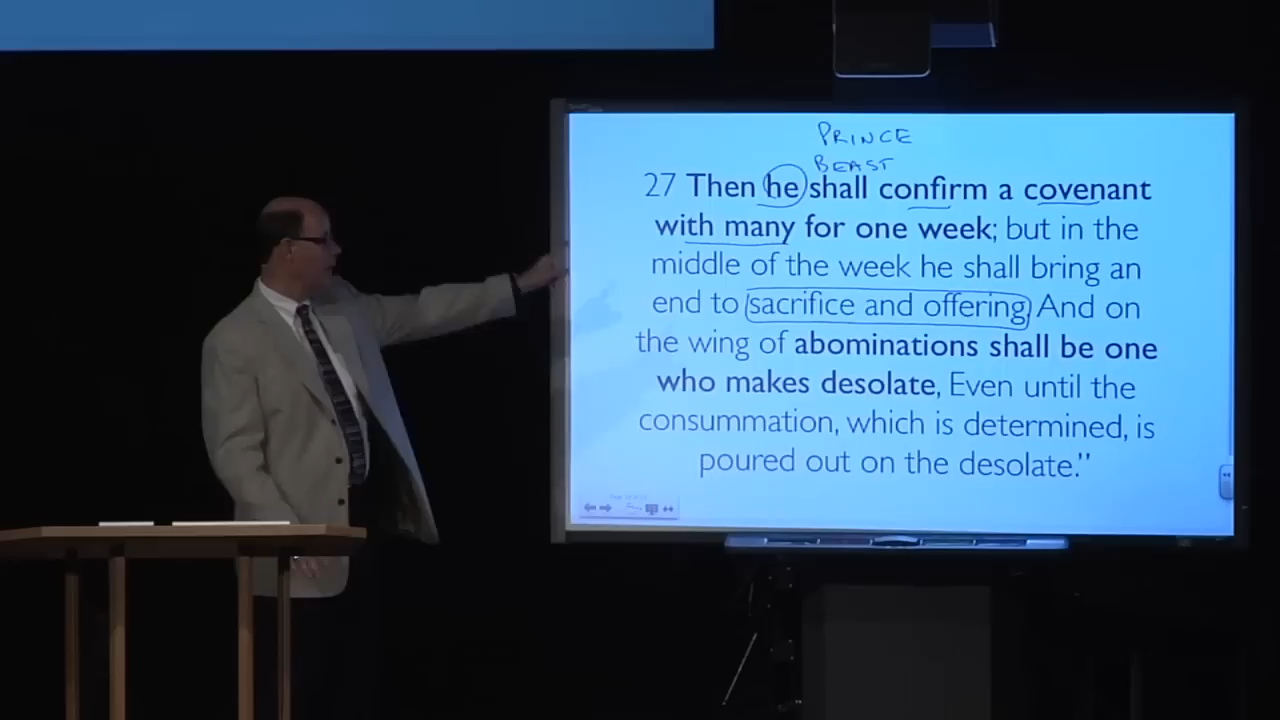 PRINCE
BEAST
27 Then he shall confirm a covenant
with many for one week; but in the
middle of the week he shall bring an
end to sacrifice and offering And on
the wing of abominations shall be one
who makes desolate, Even until the
consummation, which is determined, is
poured out on the desolate."